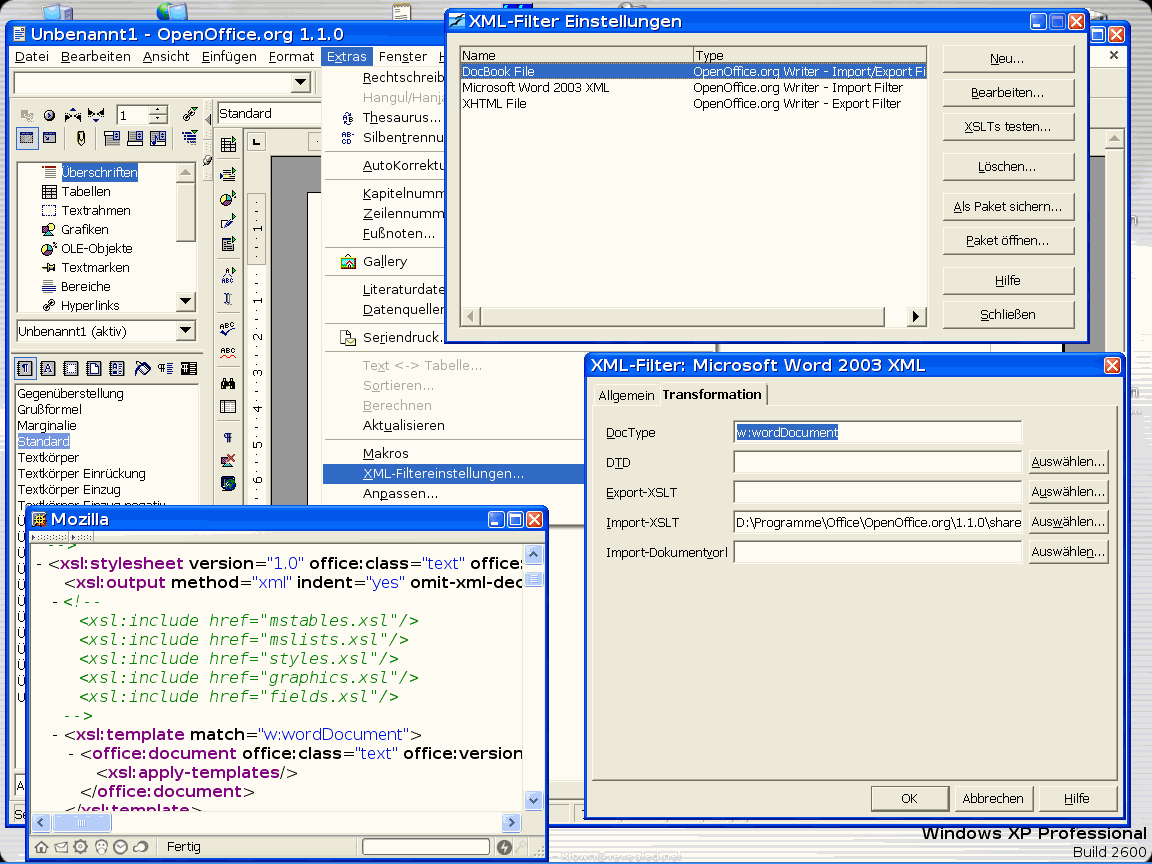 Unbenannt1 - OpenOffice.org 1.1.0
Datei Bearbeiten Ansicht Einfügen Format Extras Fenster
1
Standard
Überschriften
Tabellen
Textrahmen
Grafiken
OLE-Objekte
Textmarken
Bereiche
Hyperlinks
Unbenannt1 (aktiv)
Gegenüberstellung
Grußformel
Marginalie
Standard
Textkörper
Textkörper Einrückung
Textkörper Einzug
Textkörper Einzug negativ
Rechtschreib
Hangul/Hanja
Thesaurus...
Silbentrennu
AutoKorrektu
Kapitelnumm
Zeilennumm
Fußnoten...
Gallery
Literaturdate
Datenqueller
Seriendruck.
Text <-> Tabelle...
Sortieren...
Berechnen
Aktualisieren
Makros
XML-Filtereinstellungen...
Anpassen...
XML-Filter Einstellungen
Name Type
DocBook File OpenOffice.org Writer - Import/Export Fi
Microsoft Word 2003 XML OpenOffice.org Writer - Import Filter
XHTML File OpenOffice.org Writer - Export Filter
Neu...
Bearbeiten...
XSLTs testen...
Löschen...
Als Paket sichern...
Paket öffnen...
Hilfe
Schließen
XML-Filter: Microsoft Word 2003 XML
Allgemein Transformation
DocType w:wordDocument
DTD Auswählen...
Export-XSLT Auswählen...
Import-XSLT D:\Programme\Office\OpenOffice.org\1.1.0\share Auswählen...
Import-Dokumentvorl Auswählen...
OK Abbrechen Hilfe
Mozilla
-->
- <xsl:stylesheet version="1.0" office:class="text" office:
<xsl:output method="xml" indent="yes" omit-xml-dec
- <!--
<xsl:include href="mstables.xsl"/>
<xsl:include href="mslists.xsl"/>
<xsl:include href="styles.xsl"/>
<xsl:include href="graphics.xsl"/>
<xsl:include href="fields.xsl"/>
-->
- <xsl:template match="w:wordDocument">
- <office:document office:class="text" office:version
<xsl:apply-templates/>
</office:document>
</xsl:template>
Fertig
Windows XP Professional
Build 2600